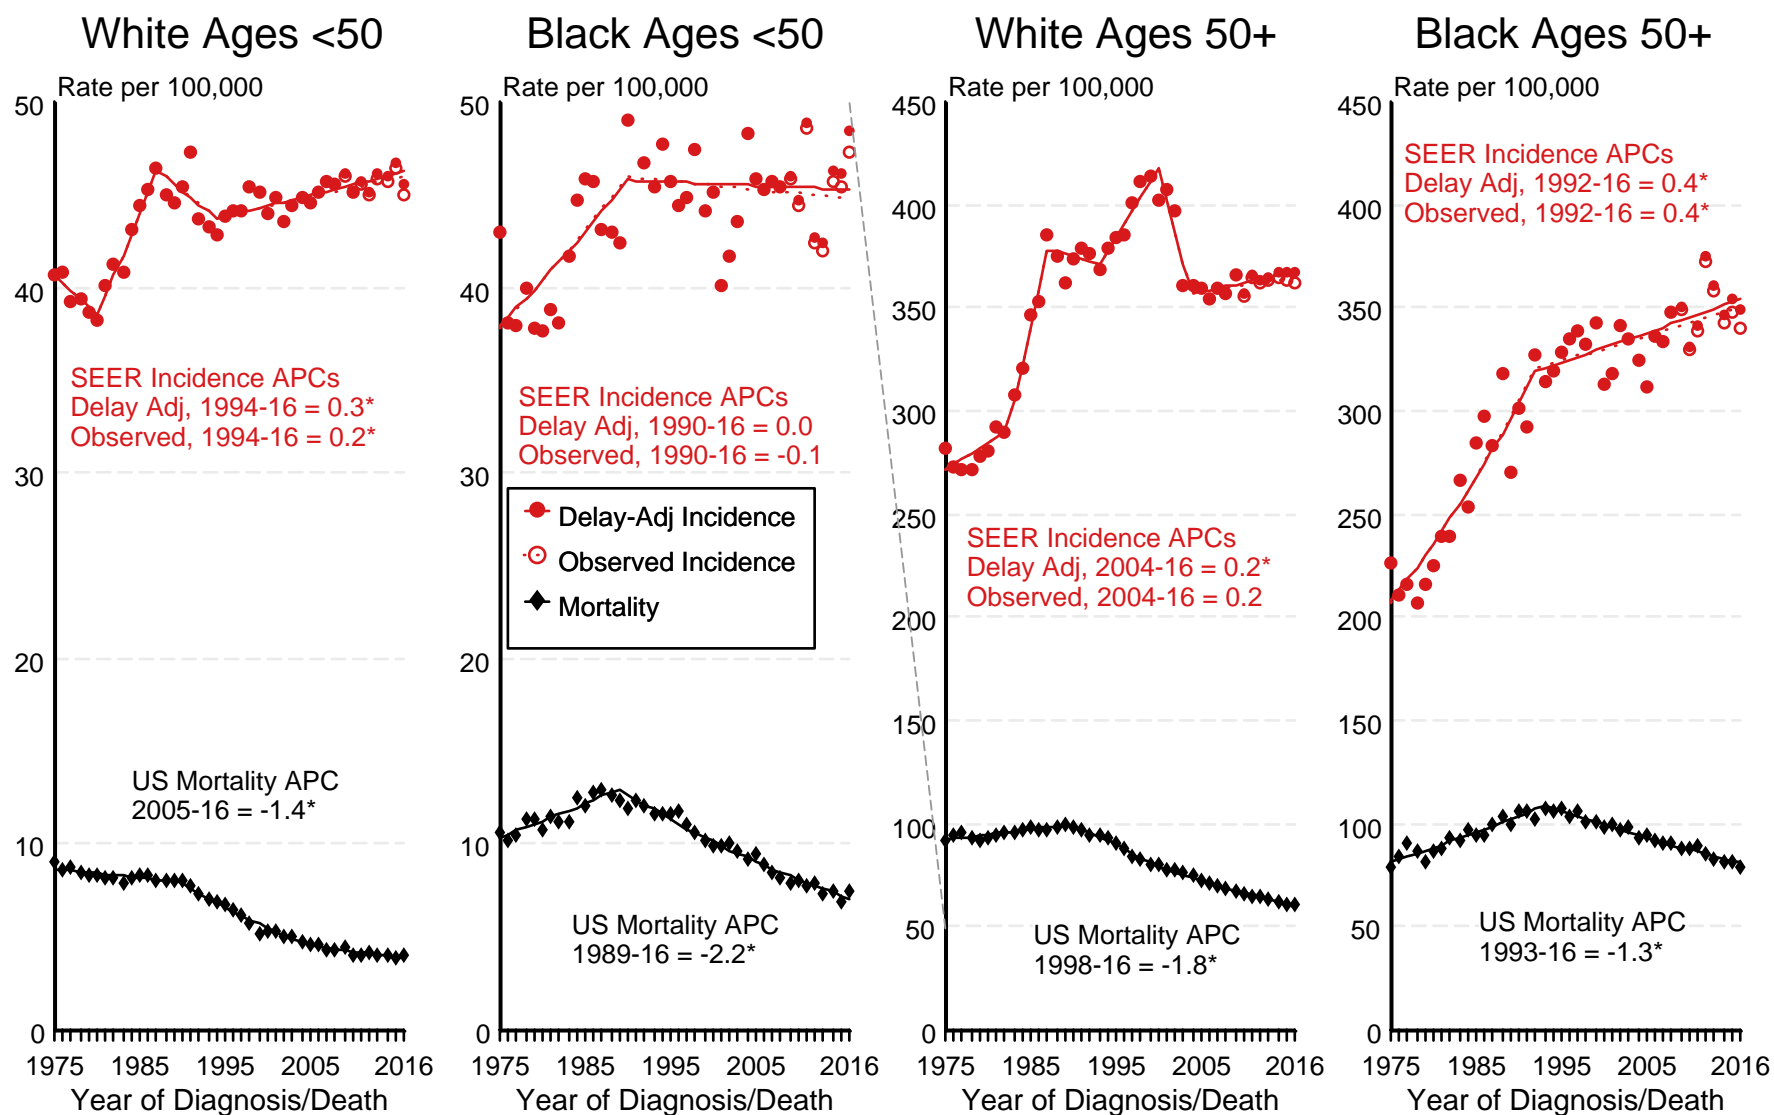 White Ages <50
Rate per 100,000
50
40
30
20
10
0
SEER Incidence APCs
Delay Adj, 1994-16 = 0.3*
Observed, 1994-16 = 0.2*
US Mortality APC
2005-16 = -1.4*
1975 1985 1995 2005 2016
Year of Diagnosis/Death
Black Ages <50
Rate per 100,000
50
40
30
20
10
0
SEER Incidence APCs
Delay Adj, 1990-16 = 0.0
Observed, 1990-16 = -0.1
Delay-Adj Incidence
Observed Incidence
Mortality
US Mortality APC
1989-16 = -2.2*
1975 1985 1995 2005 2016
Year of Diagnosis/Death
White Ages 50+
Rate per 100,000
450
400
350
300
250
200
150
100
50
0
SEER Incidence APCs
Delay Adj, 2004-16 = 0.2*
Observed, 2004-16 = 0.2
US Mortality APC
1998-16 = -1.8*
1975 1985 1995 2005 2016
Year of Diagnosis/Death
Black Ages 50+
Rate per 100,000
450
400
350
300
250
200
150
100
50
0
SEER Incidence APCs
Delay Adj, 1992-16 = 0.4*
Observed, 1992-16 = 0.4*
US Mortality APC
1993-16 = -1.3*
1975 1985 1995 2005 2016
Year of Diagnosis/Death